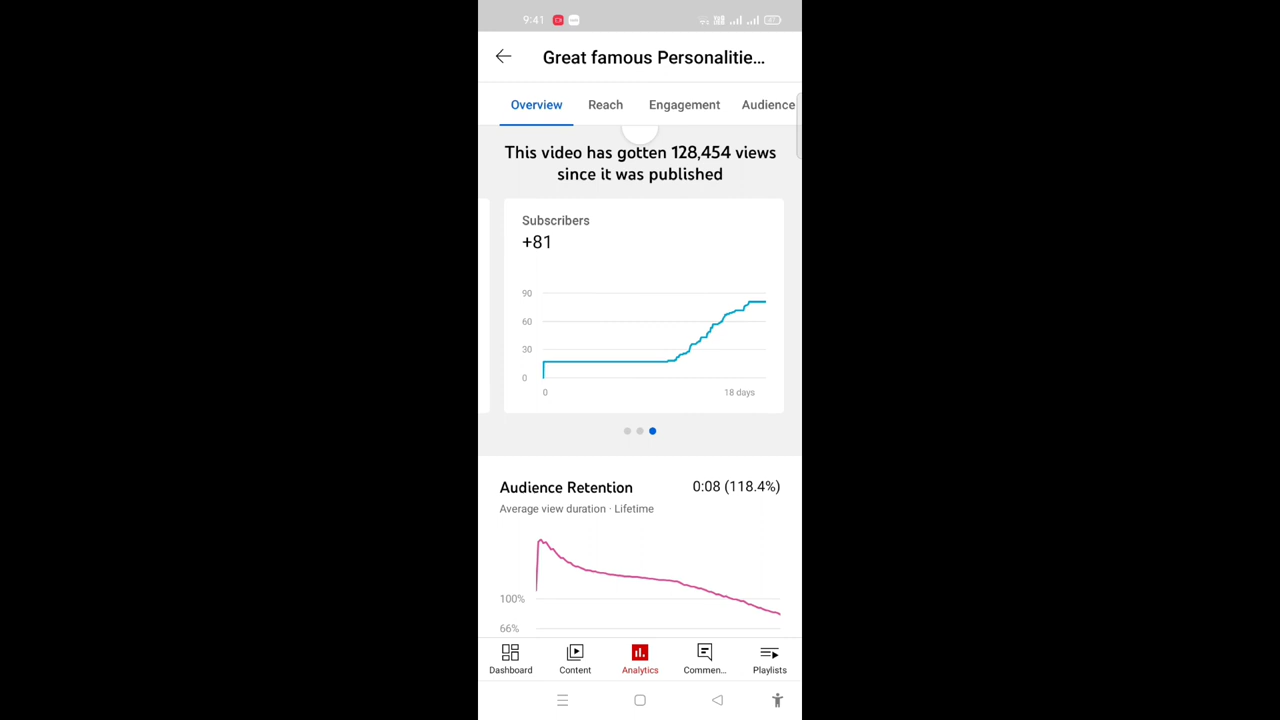 9:41
Great famous Personalitie...
Overview Reach Engagement Audience
This video has gotten 128,454 views
since it was published
Subscribers
+81
90
60
30
0
0 18 days
Audience Retention 0:08 (118.4%)
Average view duration · Lifetime
100%
66%
Dashboard Content Analytics Commen... Playlists